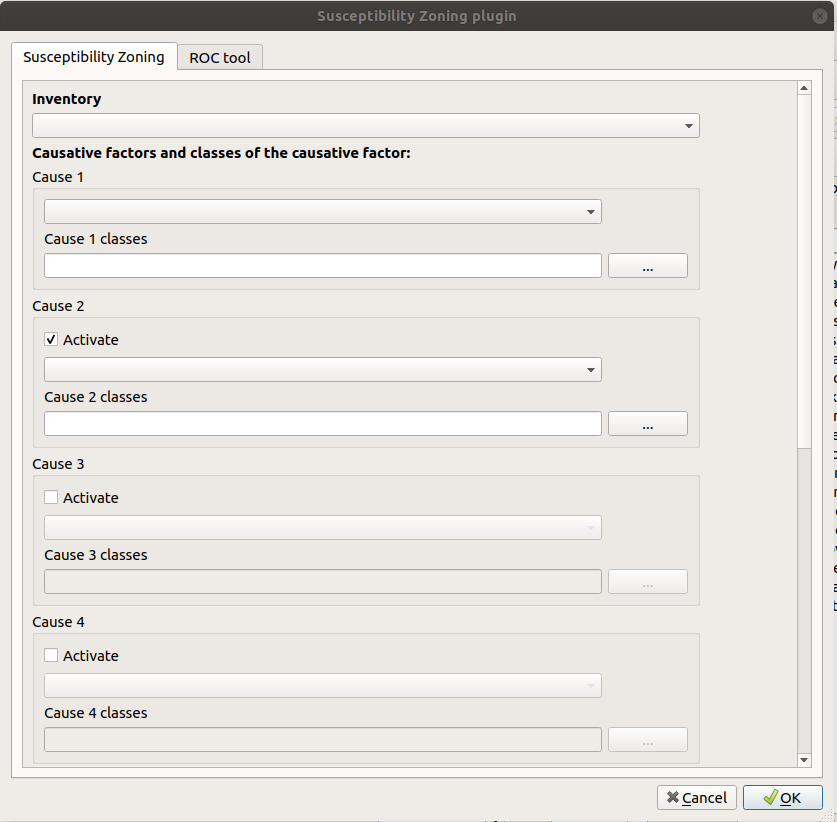 Susceptibility Zoning plugin
Susceptibility Zoning
ROC tool
Inventory
Causative factors and classes of the causative factor:
Cause 1
Cause 1 classes
...
Cause 2
Activate
Cause 2 classes
...
Cause 3
Activate
Cause 3 classes
...
Cause 4
Activate
Cause 4 classes
...
Cancel
OK